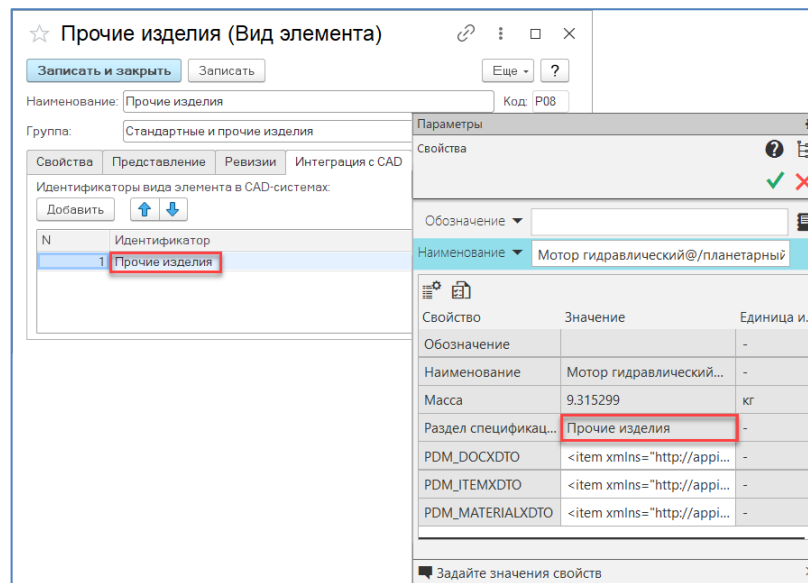 Прочие изделия (Вид элемента)
Записать и закрыть Записать Еще ?
Наименование: Прочие изделия Код: P08
Группа: Стандартные и прочие изделия
Свойства Представление Ревизии Интеграция с CAD
Идентификаторы вида элемента в CAD-системах:
Добавить
N Идентификатор
1 Прочие изделия
Параметры
Свойства
Обозначение
Наименование Мотор гидравлический@/планетарный
Свойство Значение Единица и...
Обозначение -
Наименование Мотор гидравлический... -
Масса 9.315299 кг
Раздел спецификац... Прочие изделия -
PDM_DOCXDTO <item xmlns="http://appi... -
PDM_ITEMXDTO <item xmlns="http://appi... -
PDM_MATERIALXDTO <item xmlns="http://appi... -
Задайте значения свойств